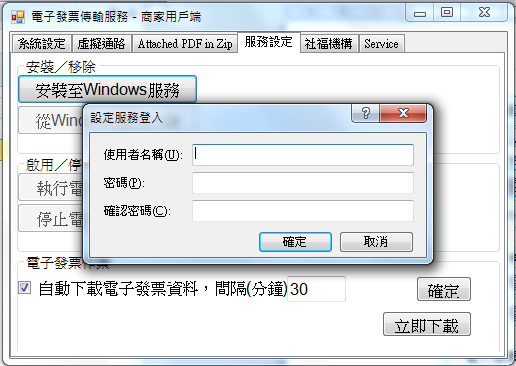 電子發票傳輸服務 - 商家用戶端
系統設定 虛擬通路 Attached PDF in Zip 服務設定 社福機構 Service
安裝／移除
安裝至Windows服務
從Wind
設定服務登入
使用者名稱(U):
密碼(P):
確認密碼(C):
確定 取消
啟用／停
執行電
停止電
電子發票作業
自動下載電子發票資料，間隔(分鐘) 30 確定
立即下載